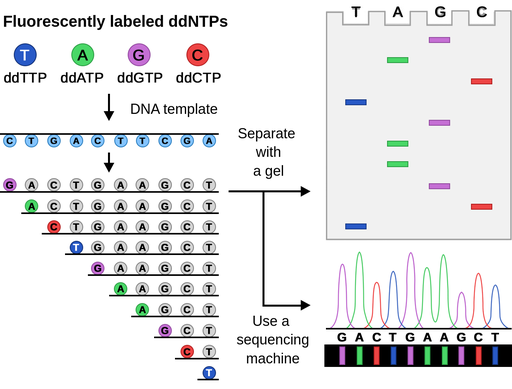 Fluorescently labeled ddNTPs
T A G C
ddTTP ddATP ddGTP ddCTP
DNA template
C T G A C T T C G A
G A C T G A A G C T
A C T G A A G C T
C T G A A G C T
T G A A G C T
G A A G C T
A A G C T
A G C T
G C T
C T
T
Separate
with
a gel
Use a
sequencing
machine
T A G C
G A C T G A A G C T